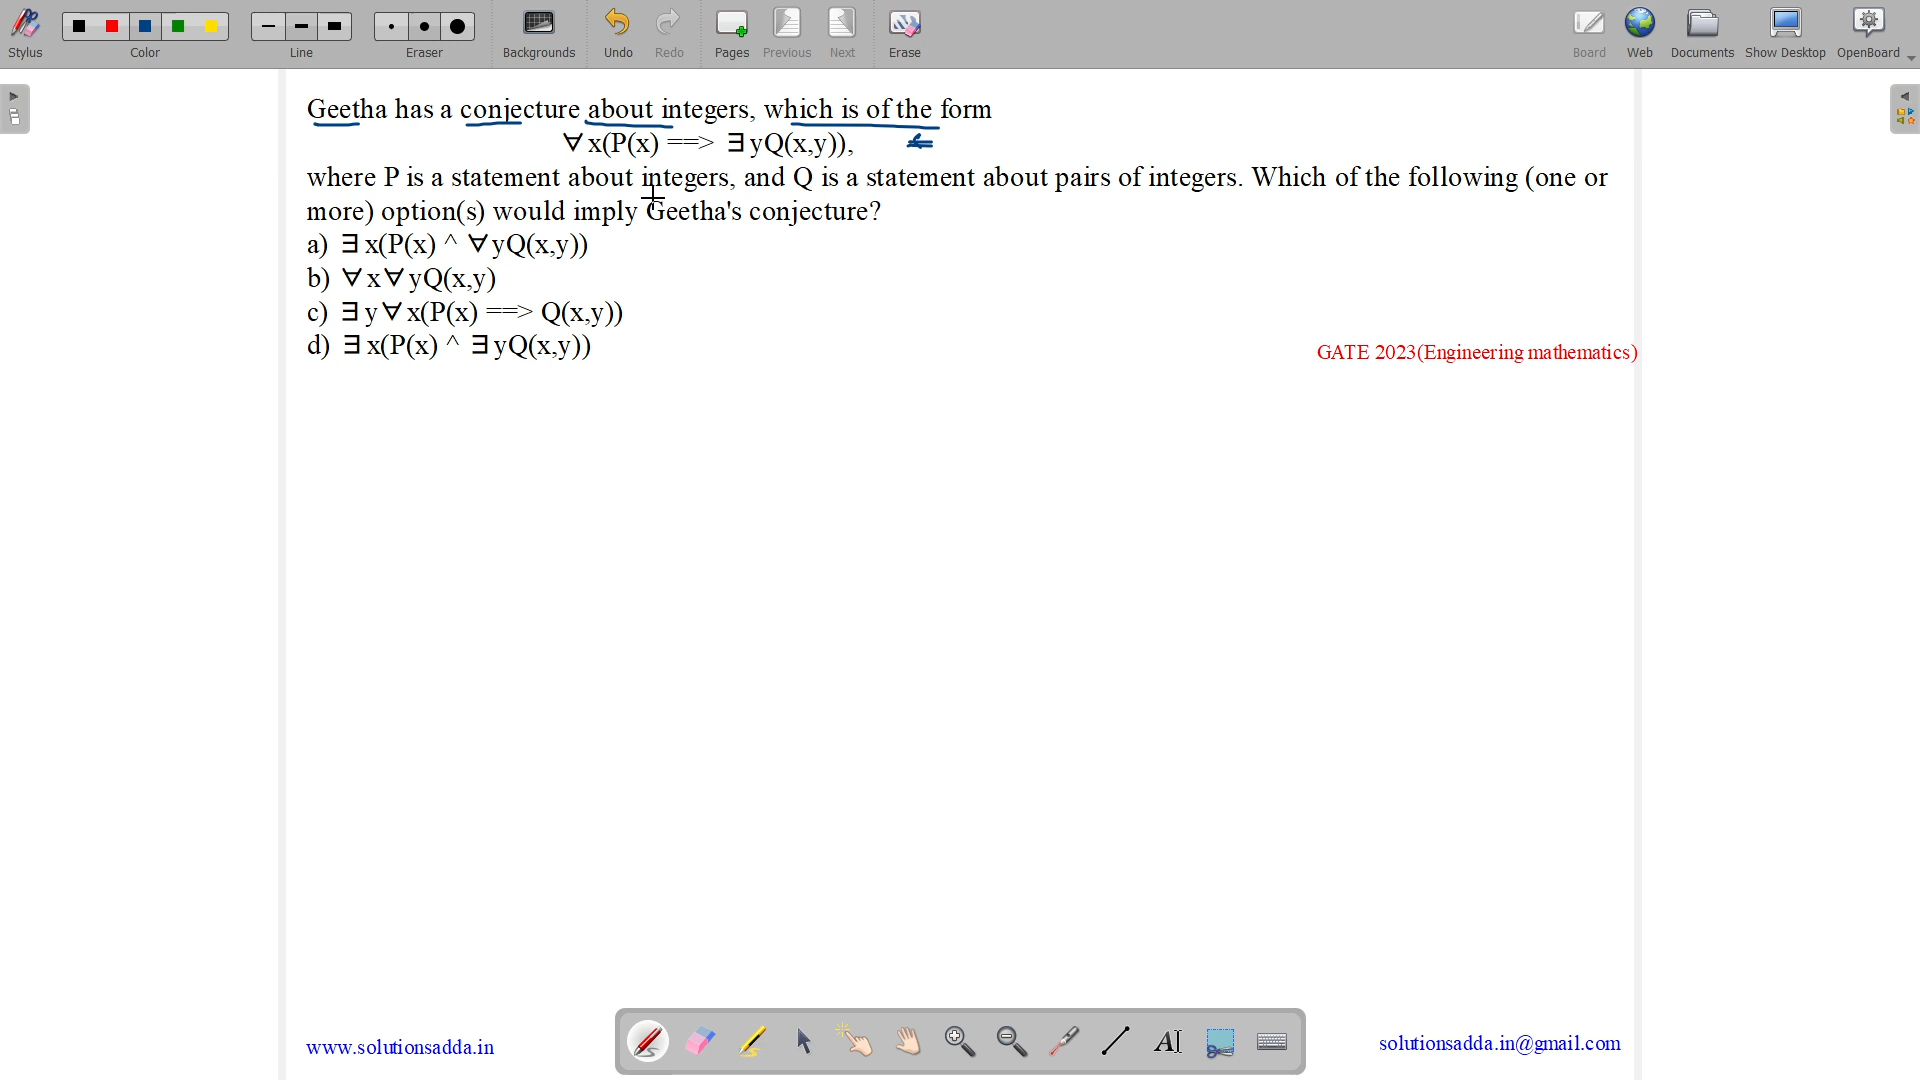 Stylus Color Line Eraser Backgrounds Undo Redo Pages Previous Next Erase Board Web Documents Show Desktop OpenBoard
Geetha has a conjecture about integers, which is of the form
∀x(P(x) ==> ∃yQ(x,y)),
where P is a statement about integers, and Q is a statement about pairs of integers. Which of the following (one or
more) option(s) would imply Geetha's conjecture?
a) ∃x(P(x) ^ ∀yQ(x,y))
b) ∀x∀yQ(x,y)
c) ∃y∀x(P(x) ==> Q(x,y))
d) ∃x(P(x) ^ ∃yQ(x,y))
GATE 2023(Engineering mathematics)
www.solutionsadda.in
solutionsadda.in@gmail.com